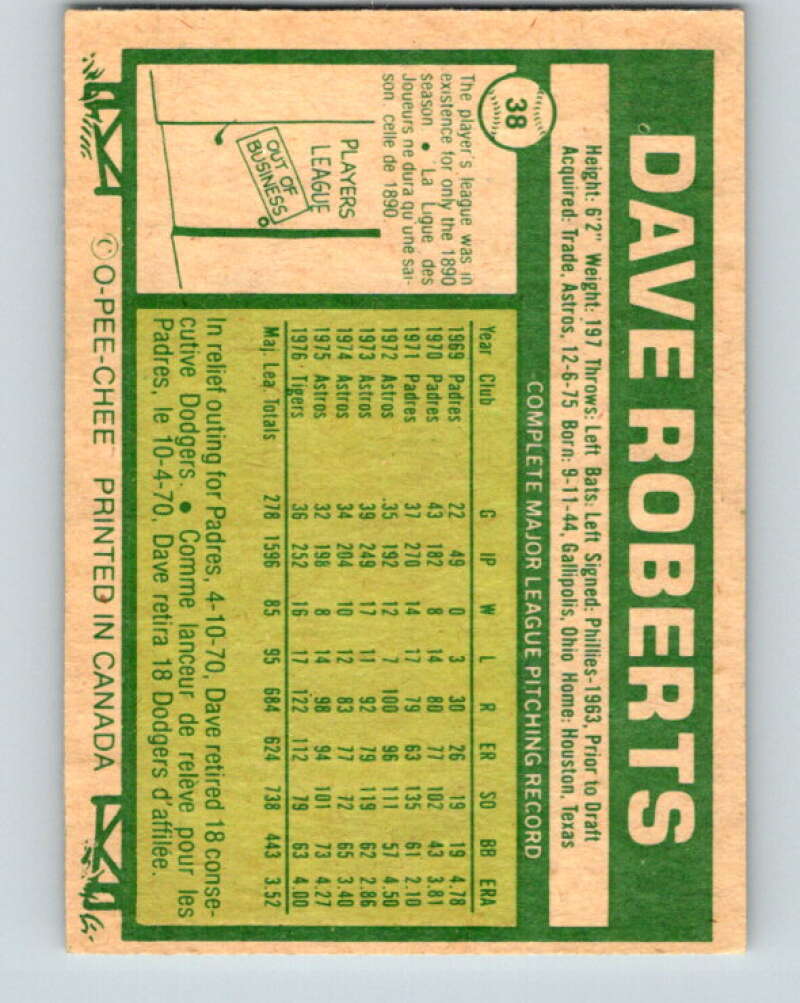 38
DAVE ROBERTS
Height: 6'2" Weight: 197 Throws: Left Bats: Left Signed: Phillies-1963, Prior to Draft
Acquired: Trade, Astros, 12-6-75 Born: 9-11-44, Gallipolis, Ohio Home: Houston, Texas
The player's league was in
existence for only the 1890
season ● La Ligue des
Joueurs ne dura qu'une sai-
son celle de 1890
PLAYERS
LEAGUE
OUT OF
BUSINESS
COMPLETE MAJOR LEAGUE PITCHING RECORD
Year Club G IP W L R ER SO BB ERA
1969 Padres 22 49 0 3 30 26 19 19 4.78
1970 Padres 43 182 8 14 80 77 102 43 3.81
1971 Padres 37 270 14 17 79 63 135 61 2.10
1972 Astros 35 192 12 7 100 96 111 57 4.50
1973 Astros 39 249 17 11 92 79 119 62 2.86
1974 Astros 34 204 10 12 83 77 72 65 3.40
1975 Astros 32 198 8 14 98 94 101 73 4.27
1976 Tigers 36 252 16 17 122 112 79 63 4.00
Maj. Lea. Totals 278 1596 85 95 684 624 738 443 3.52
In relief outing for Padres, 4-10-70, Dave retired 18 conse-
cutive Dodgers. ● Comme lanceur de relève pour les
Padres, le 10-4-70, Dave retira 18 Dodgers d'affilée.
© O-PEE-CHEE PRINTED IN CANADA